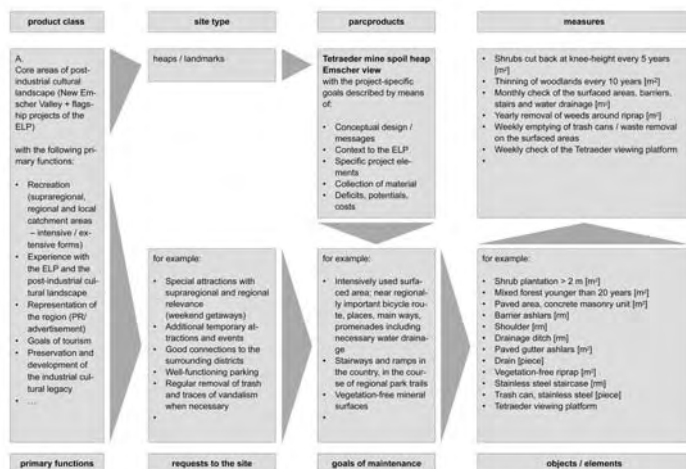 product class
site type
parcproducts
measures
A.
Core areas of post-
industrial cultural
landscape (New Em-
scher Valley + flag-
ship projects of the
ELP)
with the following pri-
mary functions:
• Recreation
(supraregional,
regional and local
catchment areas
– intensive / ex-
tensive forms)
• Experience with
the ELP and the
post-industrial cul-
tural landscape
• Representation of
the region (PR/
advertisement)
• Goals of tourism
• Preservation and
development of
the industrial cul-
tural legacy
• …
heaps / landmarks
Tetraeder mine spoil heap
Emscher view
with the project-specific
goals described by means
of:
• Conceptual design /
messages
• Context to the ELP
• Specific project ele-
ments
• Collection of material
• Deficits, potentials,
costs
• Shrubs cut back at knee-height every 5 years
[m²]
• Thinning of woodlands every 10 years [m²]
• Monthly check of the surfaced areas, barriers,
stairs and water drainage [m²]
• Yearly removal of weeds around riprap [m²]
• Weekly emptying of trash cans / waste removal
on the surfaced areas
• Weekly check of the Tetraeder viewing platform
•
for example:
• Special attractions with
supraregional and regional
relevance
(weekend getaways)
• Additional temporary at-
tractions and events
• Good connections to the
surrounding districts
• Well-functioning parking
• Regular removal of trash
and traces of vandalism
when necessary
•
for example:
• Intensively used surfa-
ced area; near regional-
ly important bicycle rou-
te, places, main ways,
promenades including
necessary water draina-
ge
• Stairways and ramps in
the country, in the cour-
se of regional park trails
• Vegetation-free mineral
surfaces
•
for example:
• Shrub plantation > 2 m [m²]
• Mixed forest younger than 20 years [m²]
• Paved area, concrete masonry unit [m²]
• Barrier ashlars [rm]
• Shoulder [rm]
• Drainage ditch [rm]
• Paved gutter ashlars [m²]
• Drain [piece]
• Vegetation-free riprap [m²]
• Stainless steel staircase [rm]
• Trash can, stainless steel [piece]
• Tetraeder viewing platform
primary functions
requests to the site
goals of maintenance
objects / elements